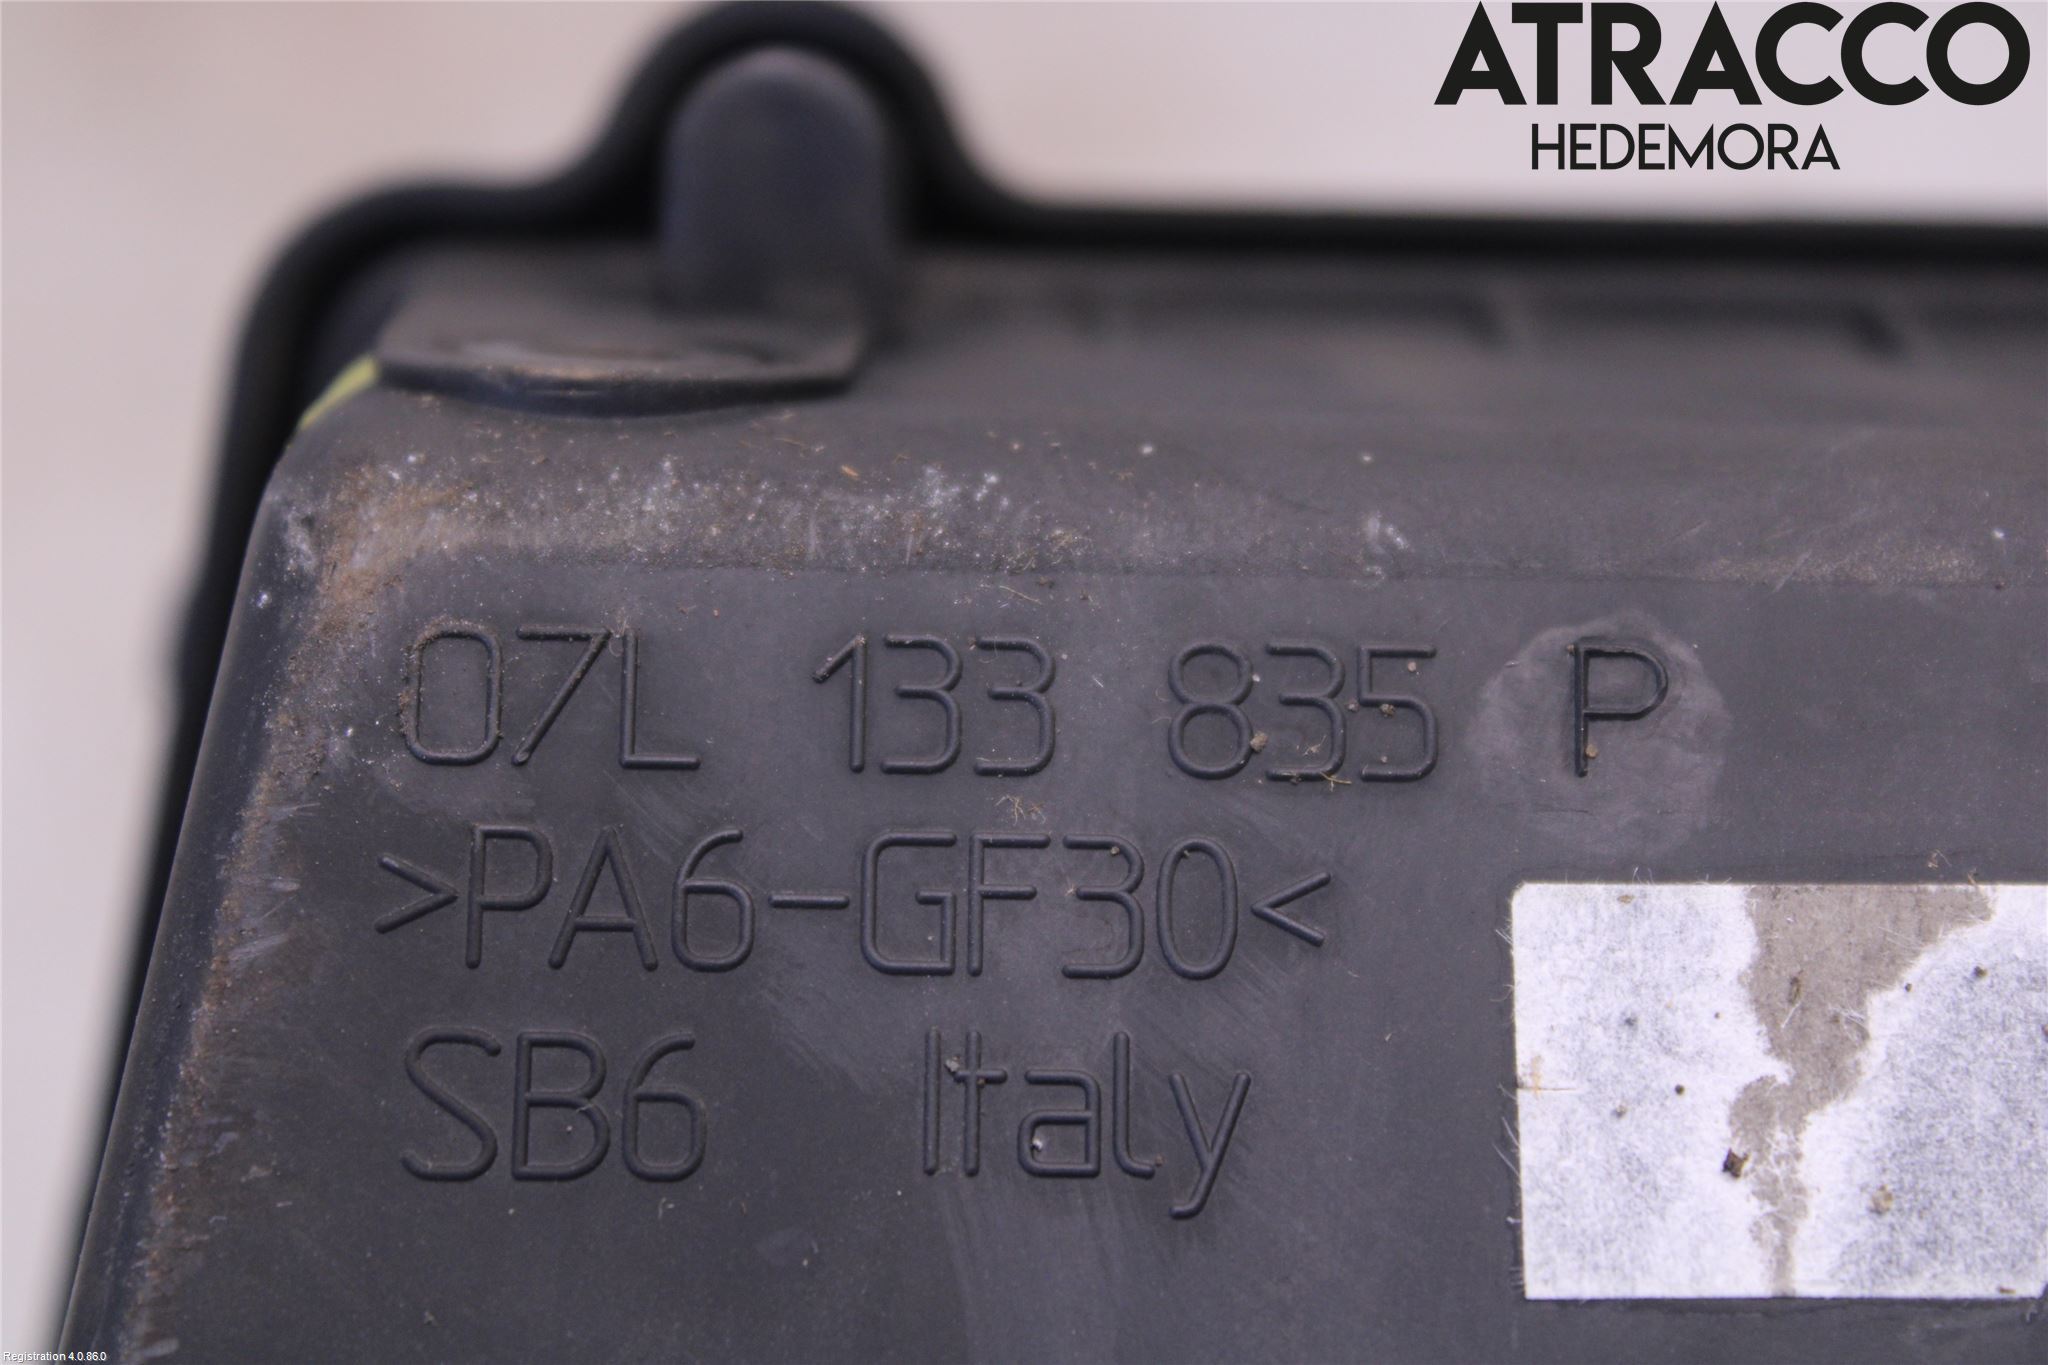 ATRACCO
HEDEMORA
07L 133 835 P
>PA6-GF30<
SB6 Italy
Registration 4.0.86.0